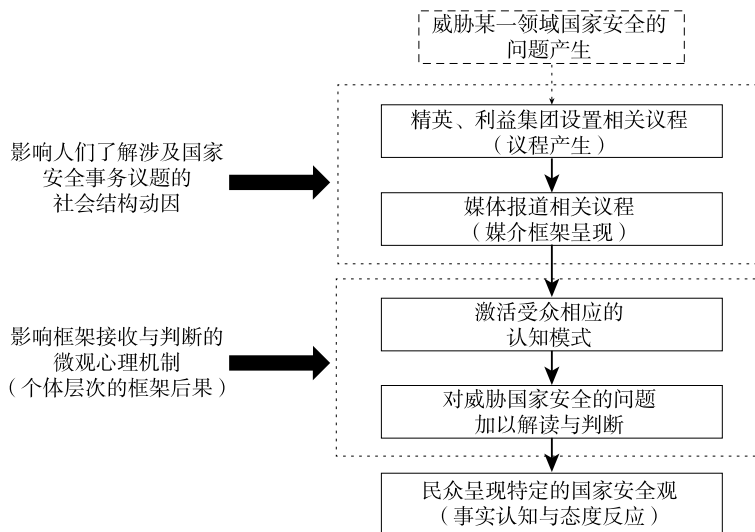 威胁某一领域国家安全的
问题产生
精英、利益集团设置相关议程
（议程产生）
影响人们了解涉及国家
安全事务议题的
社会结构动因
媒体报道相关议程
（媒介框架呈现）
激活受众相应的
认知模式
影响框架接收与判断的
微观心理机制
（个体层次的框架后果）
对威胁国家安全的问题
加以解读与判断
民众呈现特定的国家安全观
（事实认知与态度反应）